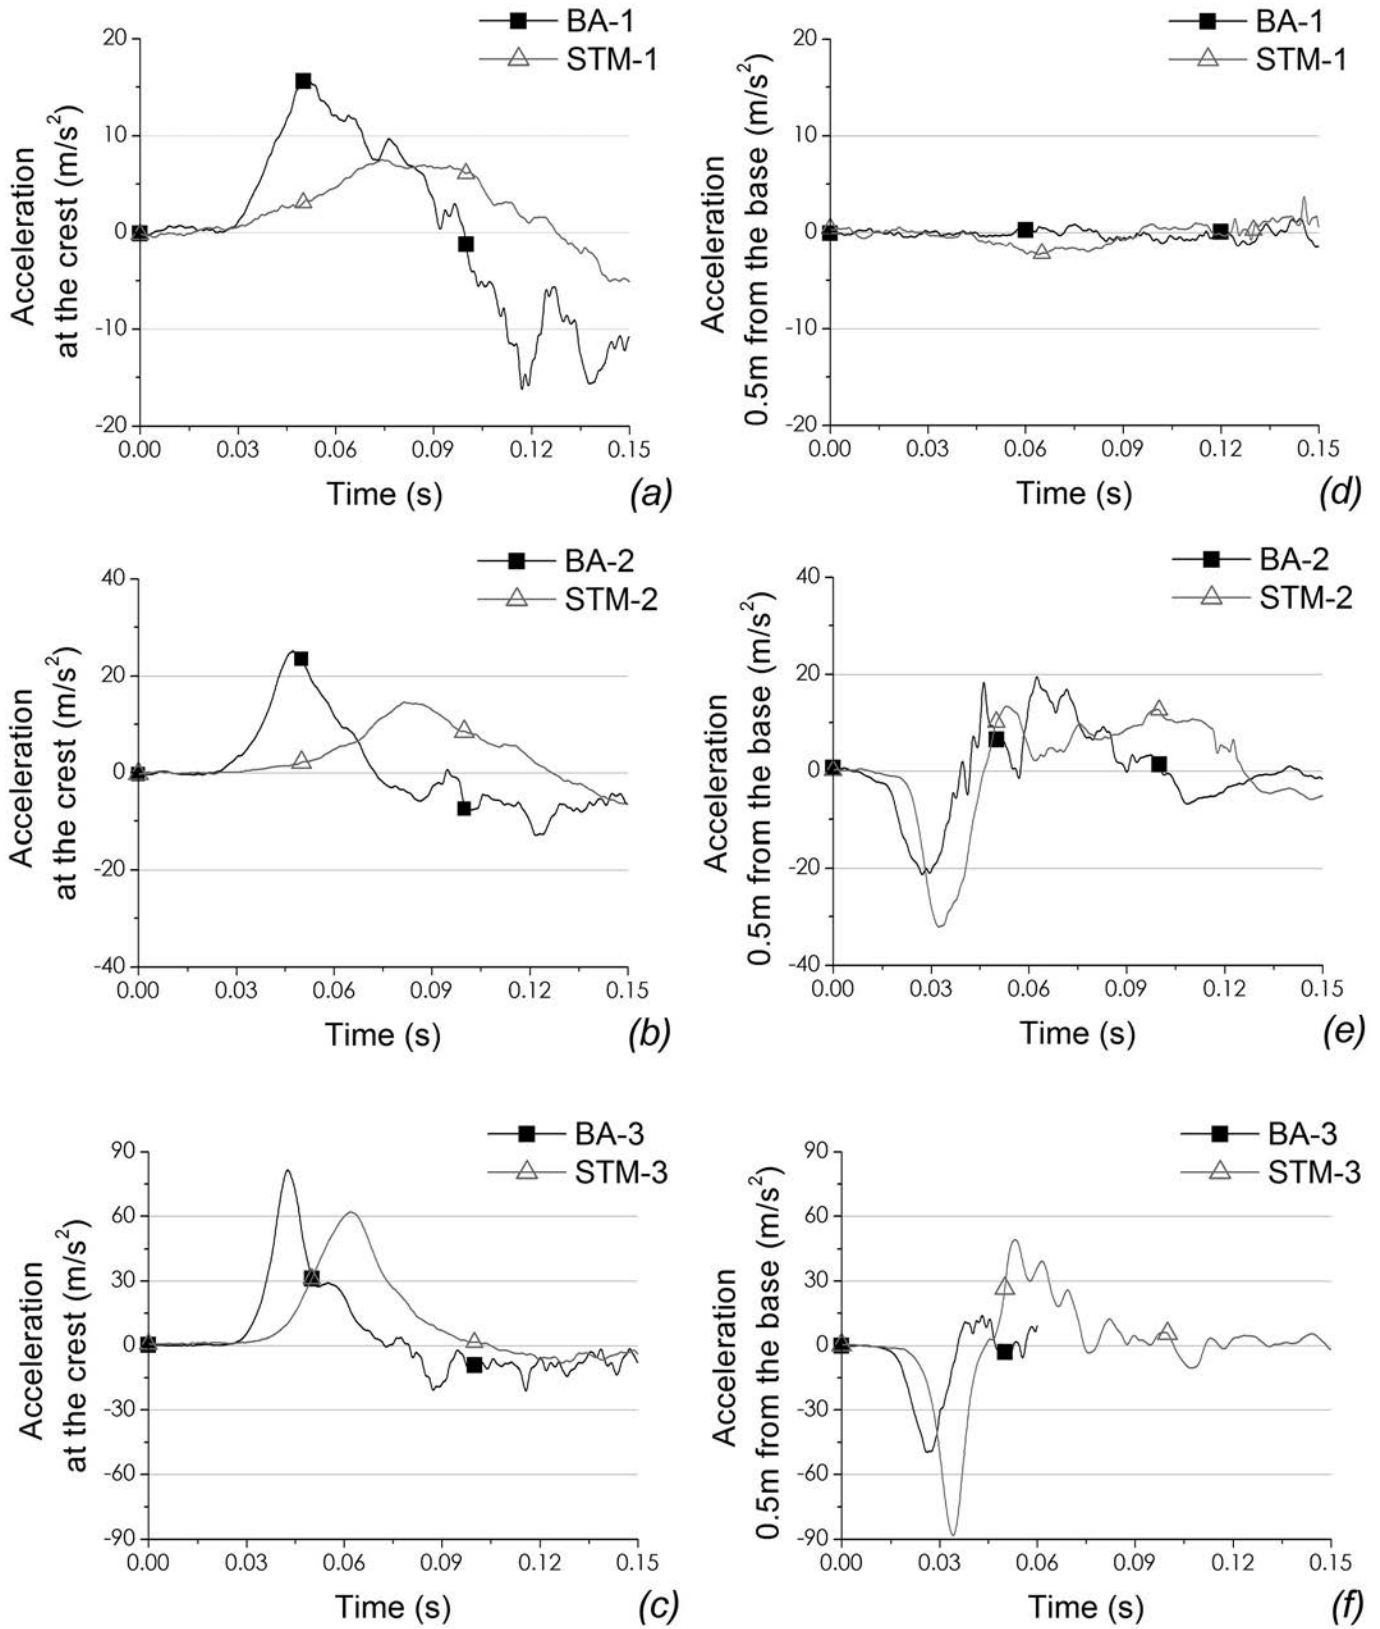 BA-1
STM-1
Acceleration
at the crest (m/s²)
20
10
0
-10
-20
0.00 0.03 0.06 0.09 0.12 0.15
Time (s)
(a)
BA-1
STM-1
Acceleration
0.5m from the base (m/s²)
20
10
0
-10
-20
0.00 0.03 0.06 0.09 0.12 0.15
Time (s)
(d)
BA-2
STM-2
Acceleration
at the crest (m/s²)
40
20
0
-20
-40
0.00 0.03 0.06 0.09 0.12 0.15
Time (s)
(b)
BA-2
STM-2
Acceleration
0.5m from the base (m/s²)
40
20
0
-20
-40
0.00 0.03 0.06 0.09 0.12 0.15
Time (s)
(e)
BA-3
STM-3
Acceleration
at the crest (m/s²)
90
60
30
0
-30
-60
-90
0.00 0.03 0.06 0.09 0.12 0.15
Time (s)
(c)
BA-3
STM-3
Acceleration
0.5m from the base (m/s²)
90
60
30
0
-30
-60
-90
0.00 0.03 0.06 0.09 0.12 0.15
Time (s)
(f)